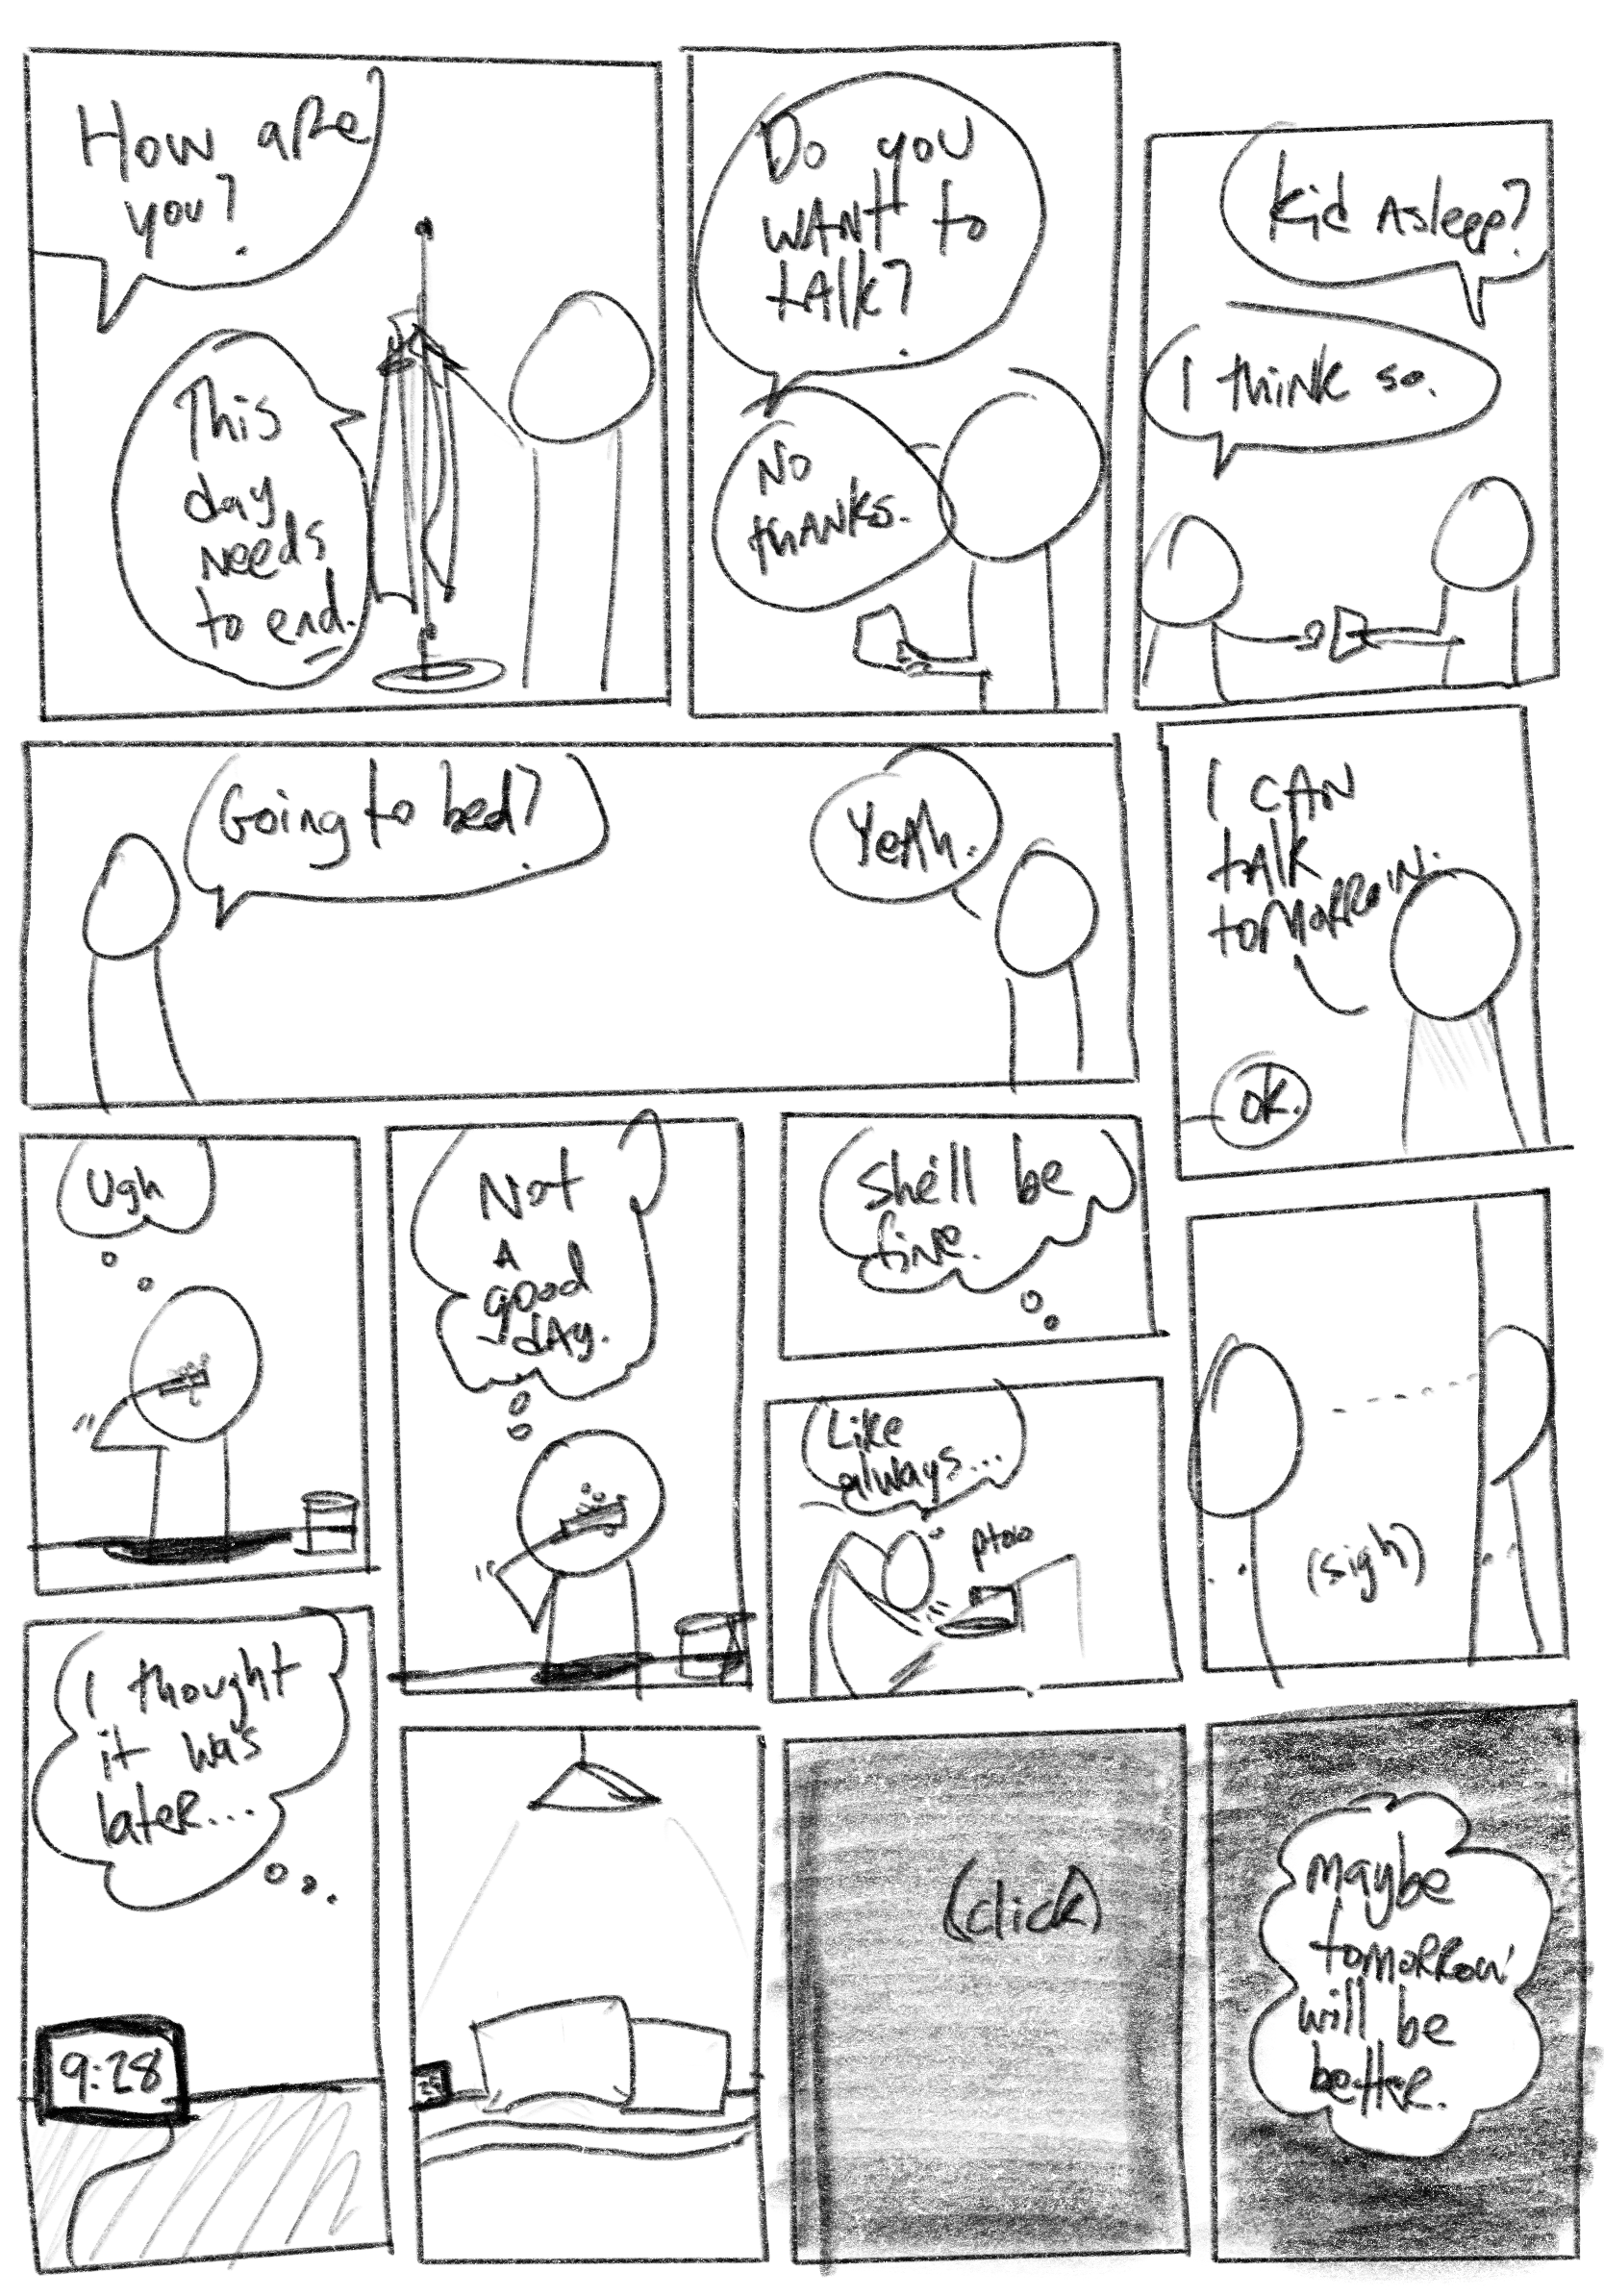 How are
you?
This
day
needs
to end.
Do you
want to
talk?
No
thanks.
Kid asleep?
I think so.
Going to bed?
Yeah.
I can
talk
tomorrow.
ok.
Ugh
Not
a
good
day.
She'll be
fine.
Like
always...
ptoo
(sigh)
I thought
it was
later...
9:28
28
(click)
maybe
tomorrow
will be
better.